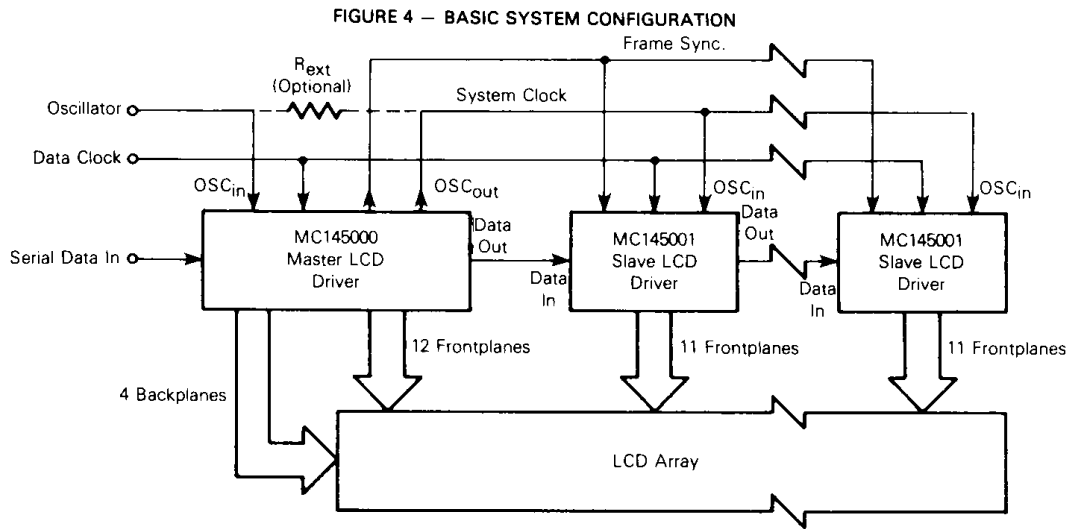 FIGURE 4 — BASIC SYSTEM CONFIGURATION
Frame Sync.
Rext
(Optional)
Oscillator
System Clock
Data Clock
OSCin
OSCout
OSCin
OSCin
Data
Out
Data
Out
MC145000
Master LCD
Driver
MC145001
Slave LCD
Driver
MC145001
Slave LCD
Driver
Serial Data In
Data
In
Data
In
12 Frontplanes
11 Frontplanes
11 Frontplanes
4 Backplanes
LCD Array